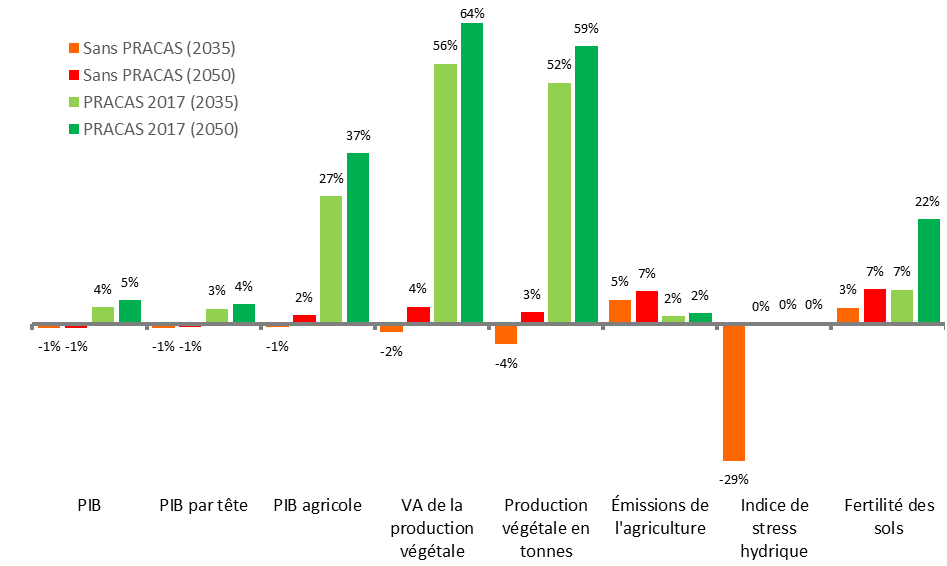 Sans PRACAS (2035)
Sans PRACAS (2050)
PRACAS 2017 (2035)
PRACAS 2017 (2050)
-1% -1% 4% 5%
-1% -1% 3% 4%
-1% 2% 27% 37%
-2% 4% 56% 64%
-4% 3% 52% 59%
5% 7% 2% 2%
-29% 0% 0% 0%
3% 7% 7% 22%
PIB
PIB par tête
PIB agricole
VA de la
production
végétale
Production
végétale en
tonnes
Émissions de
l'agriculture
Indice de
stress
hydrique
Fertilité des
sols